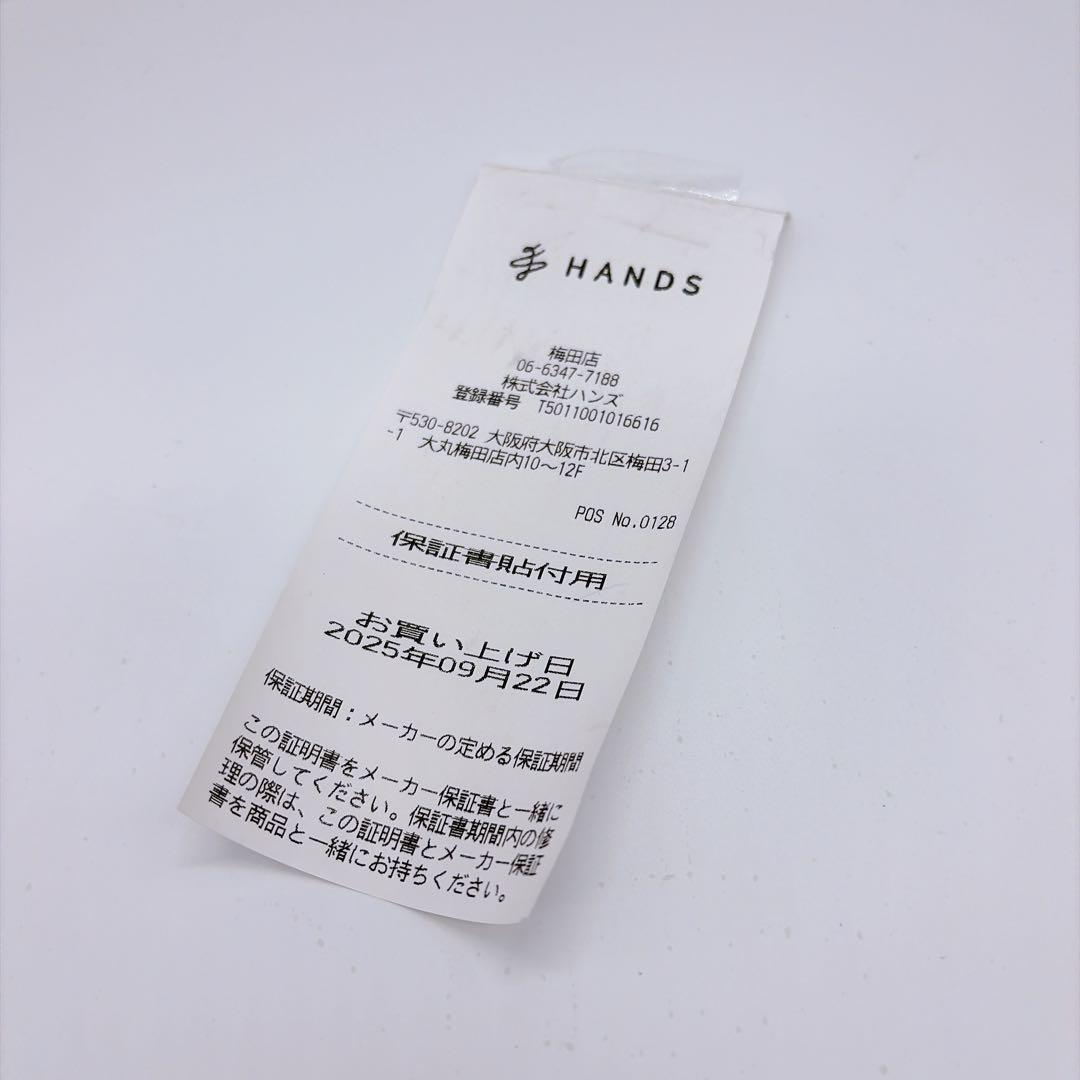 手 HANDS
梅田店
06-6347-7188
株式会社ハンズ
登録番号 T5011001016616
〒530-8202 大阪府大阪市北区梅田3-1
-1 大丸梅田店内10〜12F
POS No.0128
保証書貼付用
お買い上げ日
2025年09月22日
保証期間:メーカーの定める保証期間
この証明書をメーカー保証書と一緒に
保管してください。保証書期間内の修
理の際は、この証明書とメーカー保証
書を商品と一緒にお持ちください。